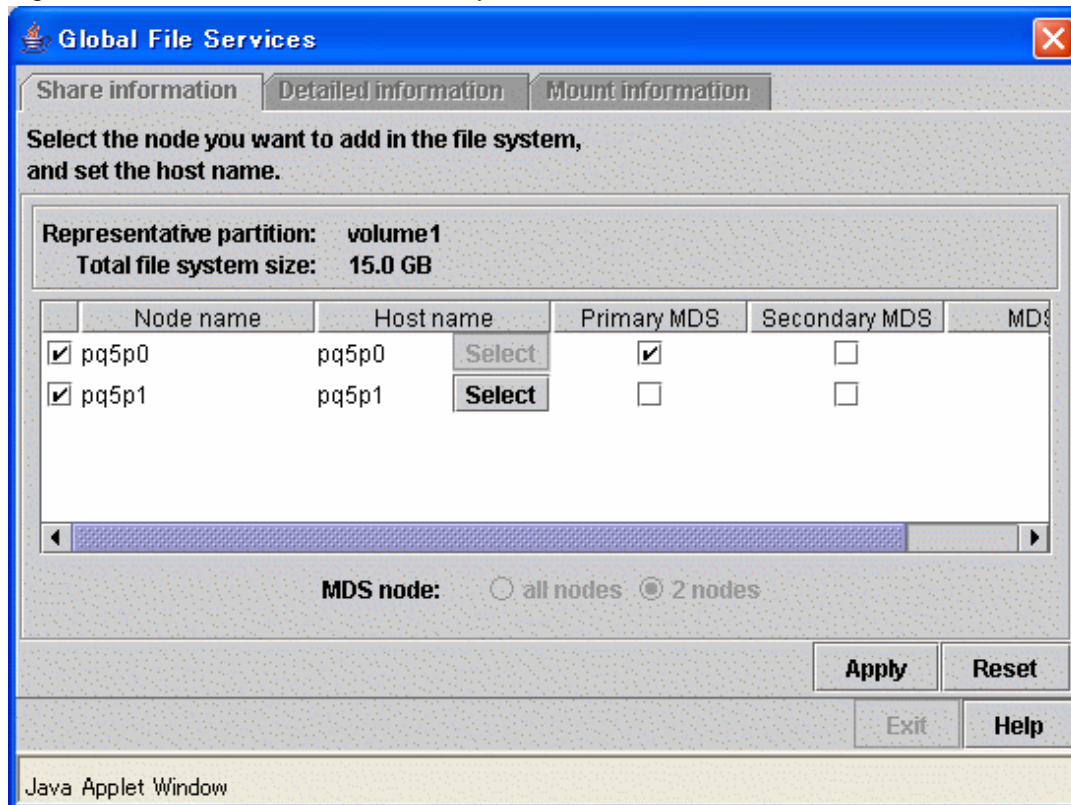 Global File Services
Share information Detailed information Mount information
Select the node you want to add in the file system,
and set the host name.
Representative partition: volume1
Total file system size: 15.0 GB
Node name Host name Primary MDS Secondary MDS
pq5p0 pq5p0 Select
pq5p1 pq5p1 Select
MDS node: all nodes 2 nodes
Apply Reset
Exit Help
Java Applet Window